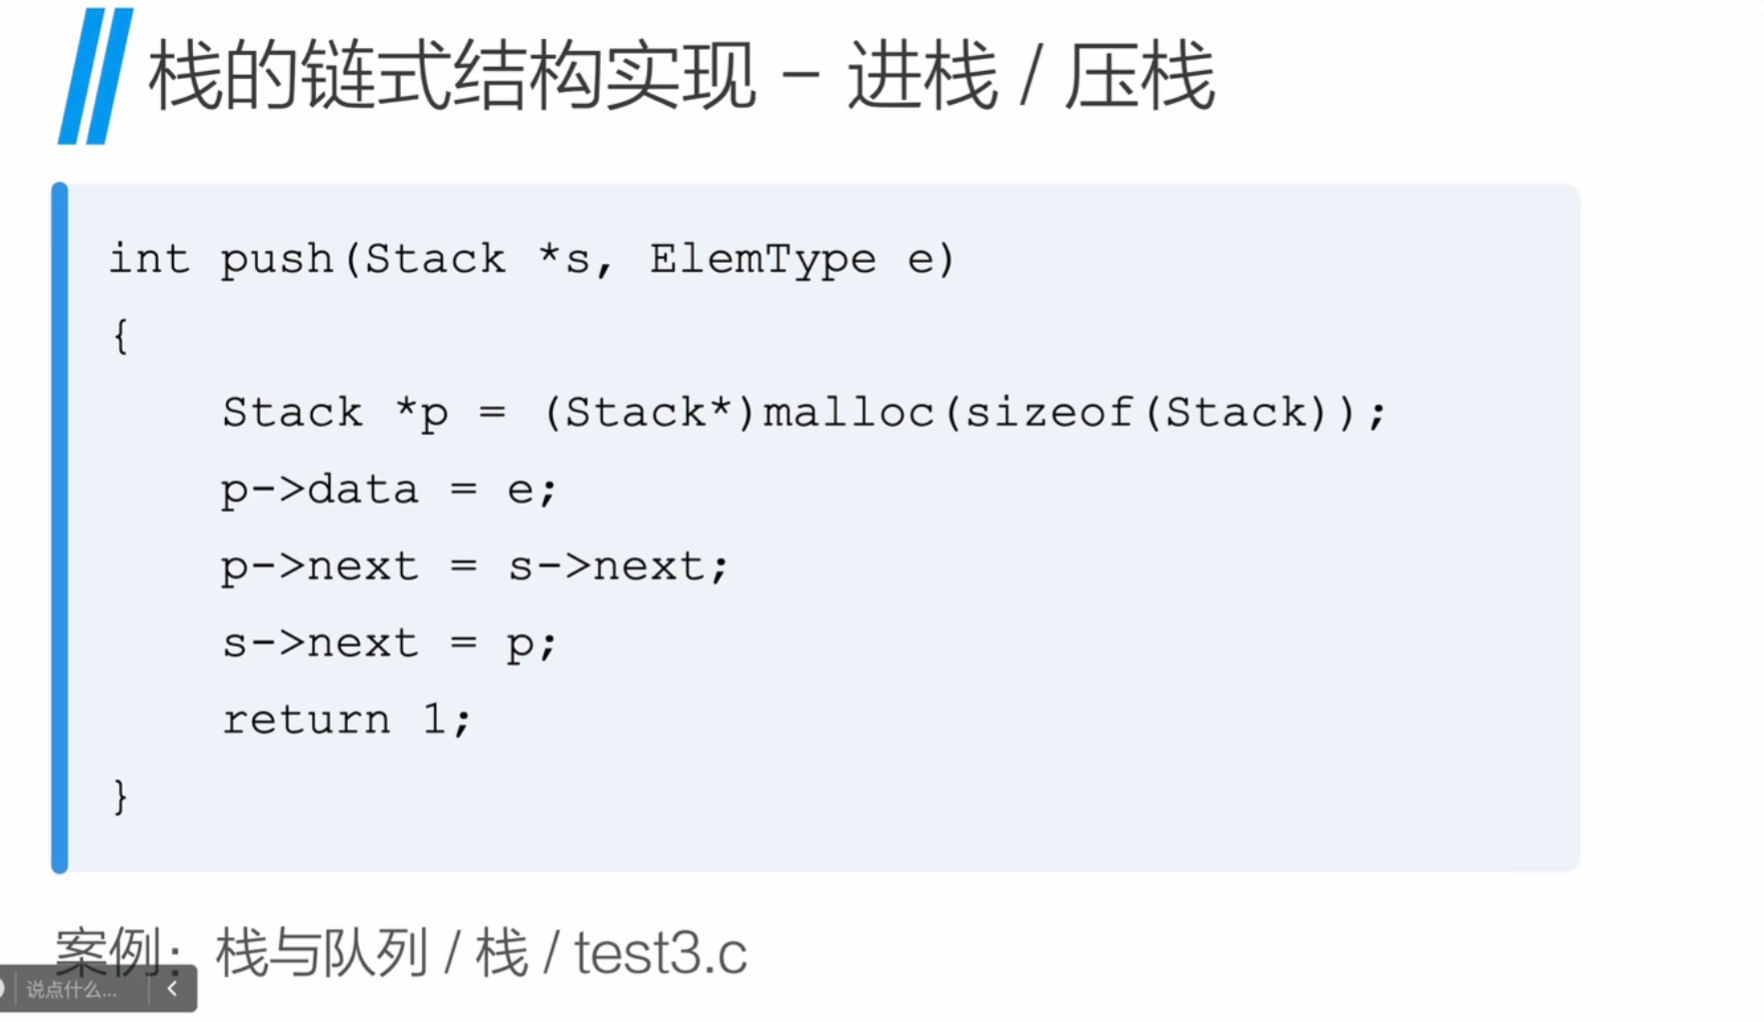 栈的链式结构实现 - 进栈 / 压栈
int push(Stack *s, ElemType e)
{
    Stack *p = (Stack*)malloc(sizeof(Stack));
    p->data = e;
    p->next = s->next;
    s->next = p;
    return 1;
}
案例：栈与队列 / 栈 / test3.c
说点什么...